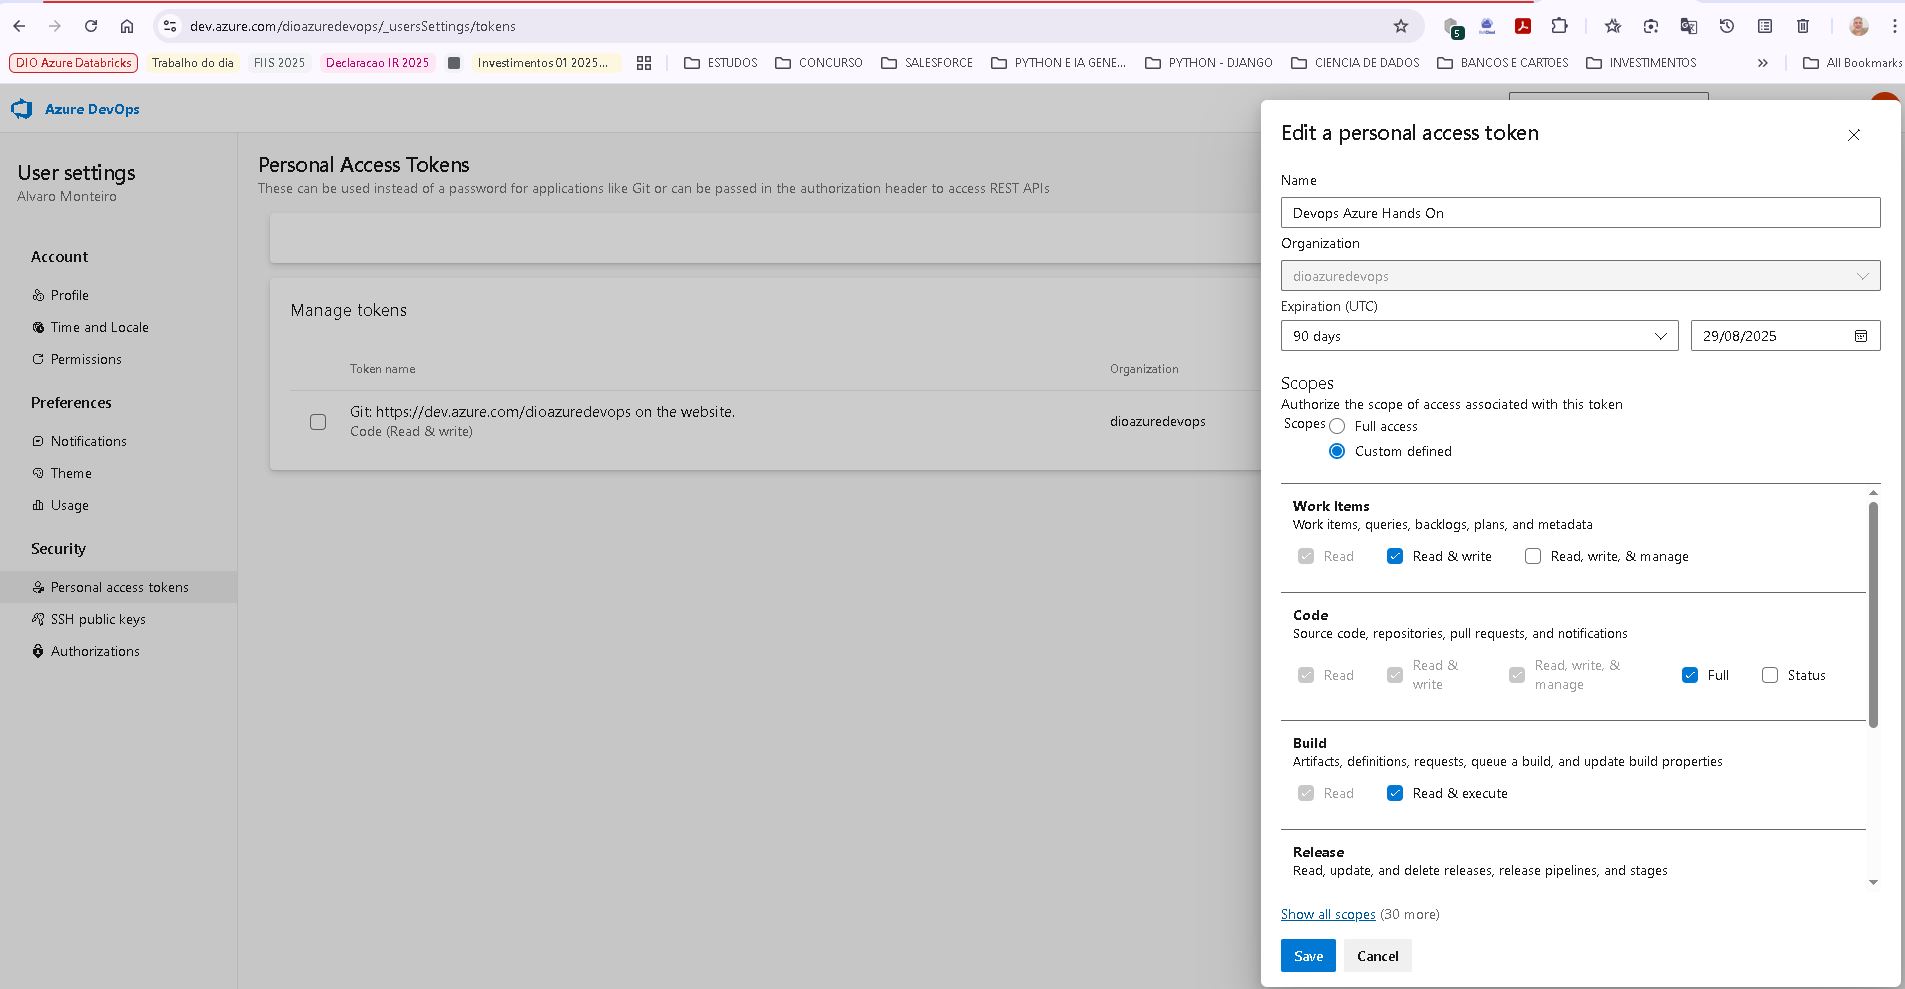 dev.azure.com/dioazuredevops/_usersSettings/tokens
5
DIO Azure Databricks
Trabalho do dia
FIIS 2025
Declaracao IR 2025
Investimentos 01 2025...
ESTUDOS
CONCURSO
SALESFORCE
PYTHON E IA GENE...
PYTHON - DJANGO
CIENCIA DE DADOS
BANCOS E CARTOES
INVESTIMENTOS
All Bookmarks
Azure DevOps
User settings
Alvaro Monteiro
Account
Profile
Time and Locale
Permissions
Preferences
Notifications
Theme
Usage
Security
Personal access tokens
SSH public keys
Authorizations
Personal Access Tokens
These can be used instead of a password for applications like Git or can be passed in the authorization header to access REST APIs
Manage tokens
Token name
Organization
Git: https://dev.azure.com/dioazuredevops on the website.
Code (Read & write)
dioazuredevops
Edit a personal access token
Name
Devops Azure Hands On
Organization
dioazuredevops
Expiration (UTC)
90 days
29/08/2025
Scopes
Authorize the scope of access associated with this token
Scopes
Full access
Custom defined
Work Items
Work items, queries, backlogs, plans, and metadata
Read
Read & write
Read, write, & manage
Code
Source code, repositories, pull requests, and notifications
Read
Read &
write
Read, write, &
manage
Full
Status
Build
Artifacts, definitions, requests, queue a build, and update build properties
Read
Read & execute
Release
Read, update, and delete releases, release pipelines, and stages
Show all scopes (30 more)
Save
Cancel